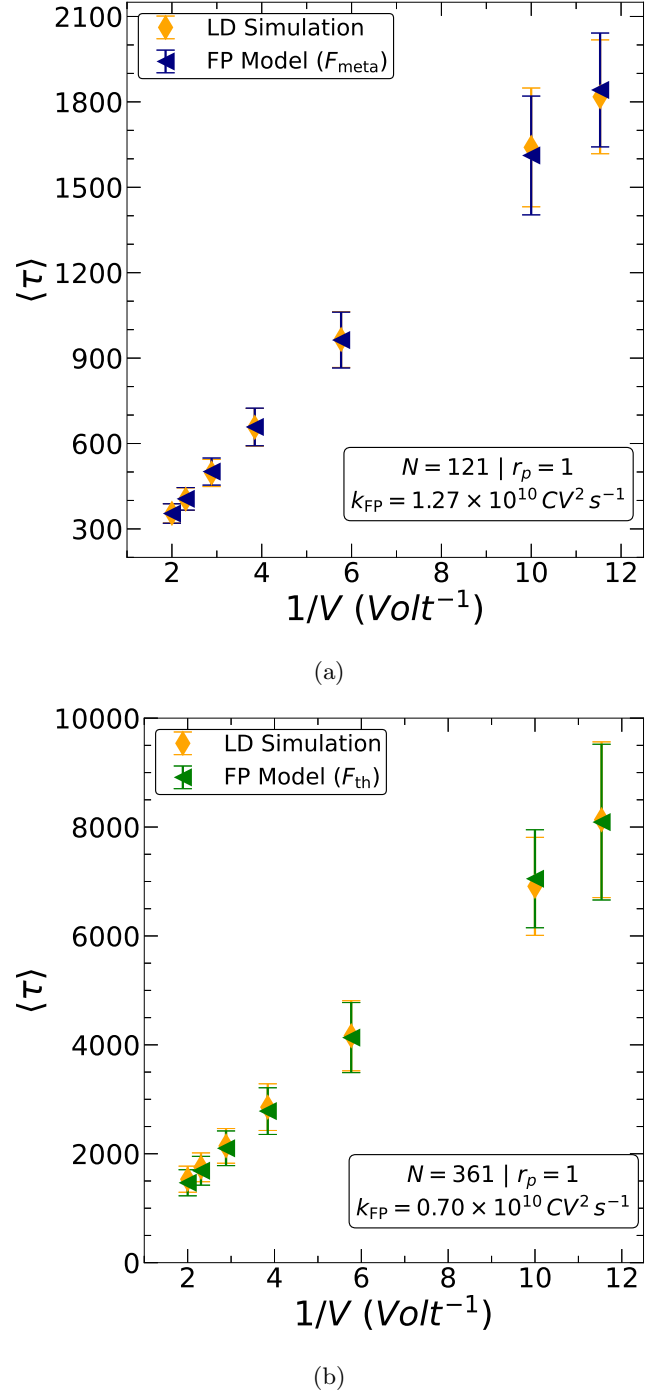 2100
1800
1500
1200
900
600
300
⟨τ⟩
LD Simulation
FP Model (F_meta)
N = 121 | r_p = 1
k_FP = 1.27 × 10^10 CV^2 s^−1
2 4 6 8 10 12
1/V (Volt^−1)
(a)
10000
8000
6000
4000
2000
0
⟨τ⟩
LD Simulation
FP Model (F_th)
N = 361 | r_p = 1
k_FP = 0.70 × 10^10 CV^2 s^−1
2 4 6 8 10 12
1/V (Volt^−1)
(b)